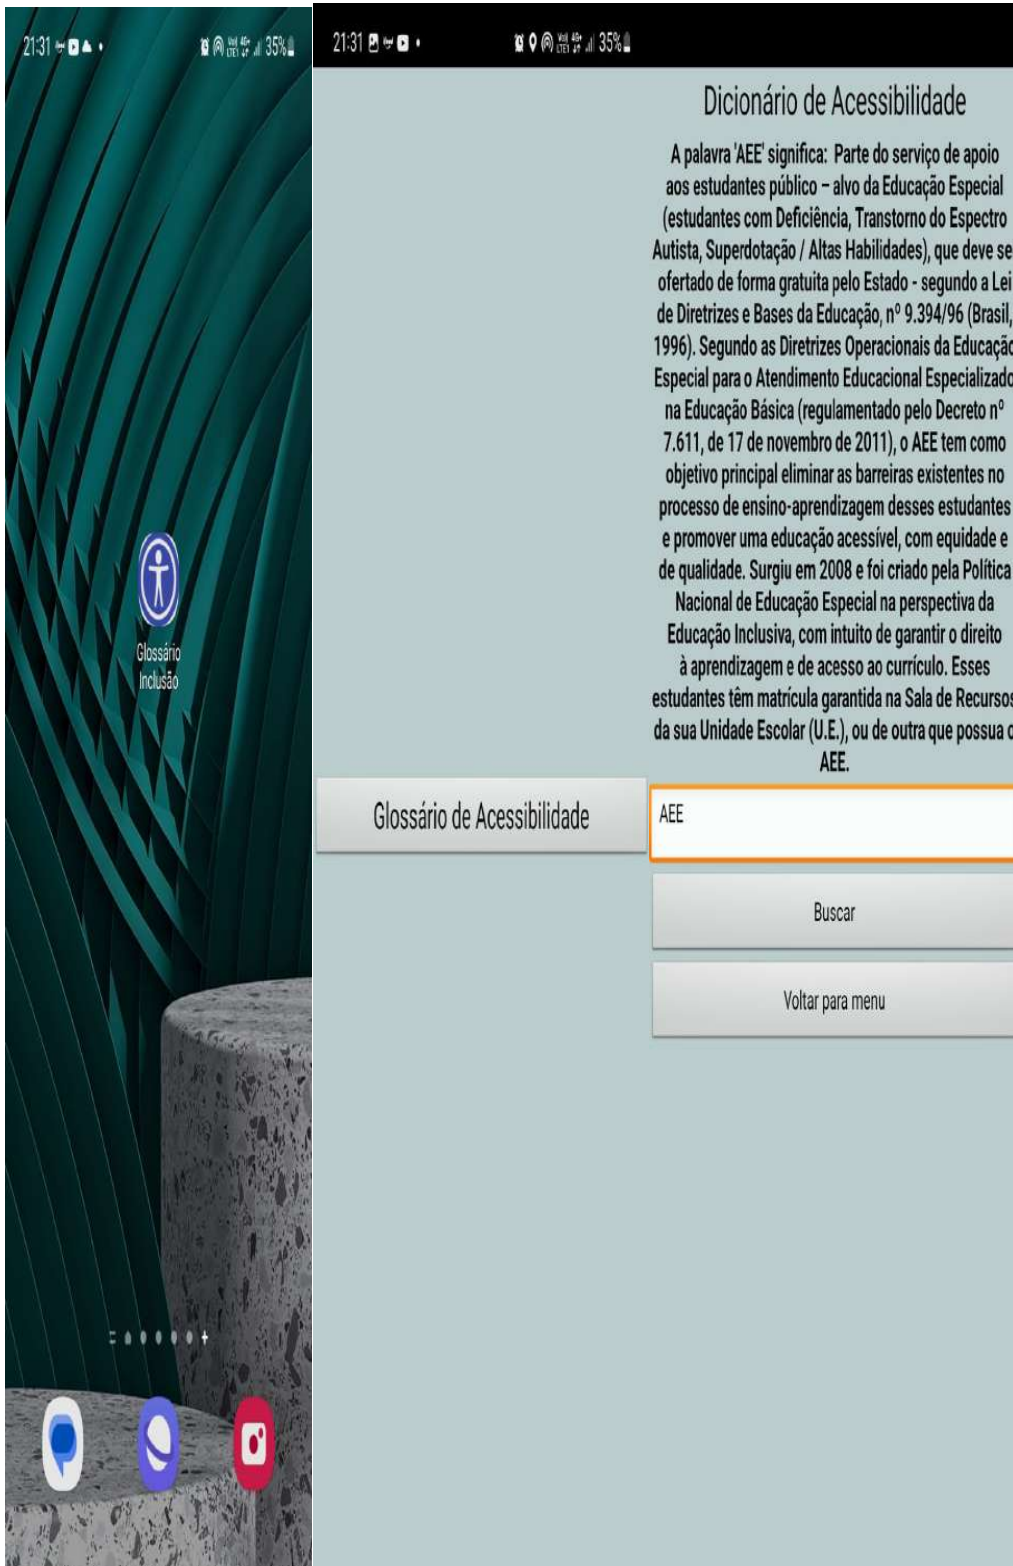 21:31
35%
Glossário
Inclusão
21:31
35%
Glossário de Acessibilidade
Dicionário de Acessibilidade
A palavra 'AEE' significa: Parte do serviço de apoio
aos estudantes público – alvo da Educação Especial
(estudantes com Deficiência, Transtorno do Espectro
Autista, Superdotação / Altas Habilidades), que deve se
ofertado de forma gratuita pelo Estado - segundo a Lei
de Diretrizes e Bases da Educação, nº 9.394/96 (Brasil,
1996). Segundo as Diretrizes Operacionais da Educação
Especial para o Atendimento Educacional Especializado
na Educação Básica (regulamentado pelo Decreto nº
7.611, de 17 de novembro de 2011), o AEE tem como
objetivo principal eliminar as barreiras existentes no
processo de ensino-aprendizagem desses estudantes
e promover uma educação acessível, com equidade e
de qualidade. Surgiu em 2008 e foi criado pela Política
Nacional de Educação Especial na perspectiva da
Educação Inclusiva, com intuito de garantir o direito
à aprendizagem e de acesso ao currículo. Esses
estudantes têm matrícula garantida na Sala de Recursos
da sua Unidade Escolar (U.E.), ou de outra que possua o
AEE.
AEE
Buscar
Voltar para menu